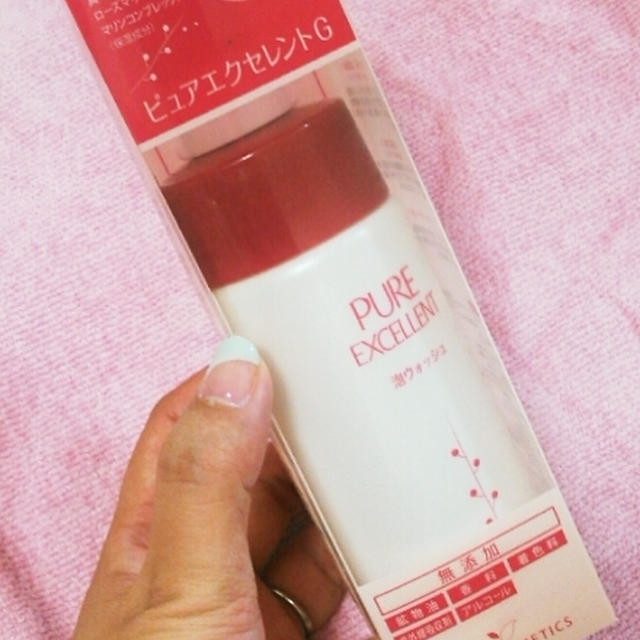 ローズマ
マリンコンプレック
(保湿成分)
ピュアエクセレントG
PURE
EXCELLENT
泡ウォッシュ
無添加
鉱物油
香料
着色料
アルコール